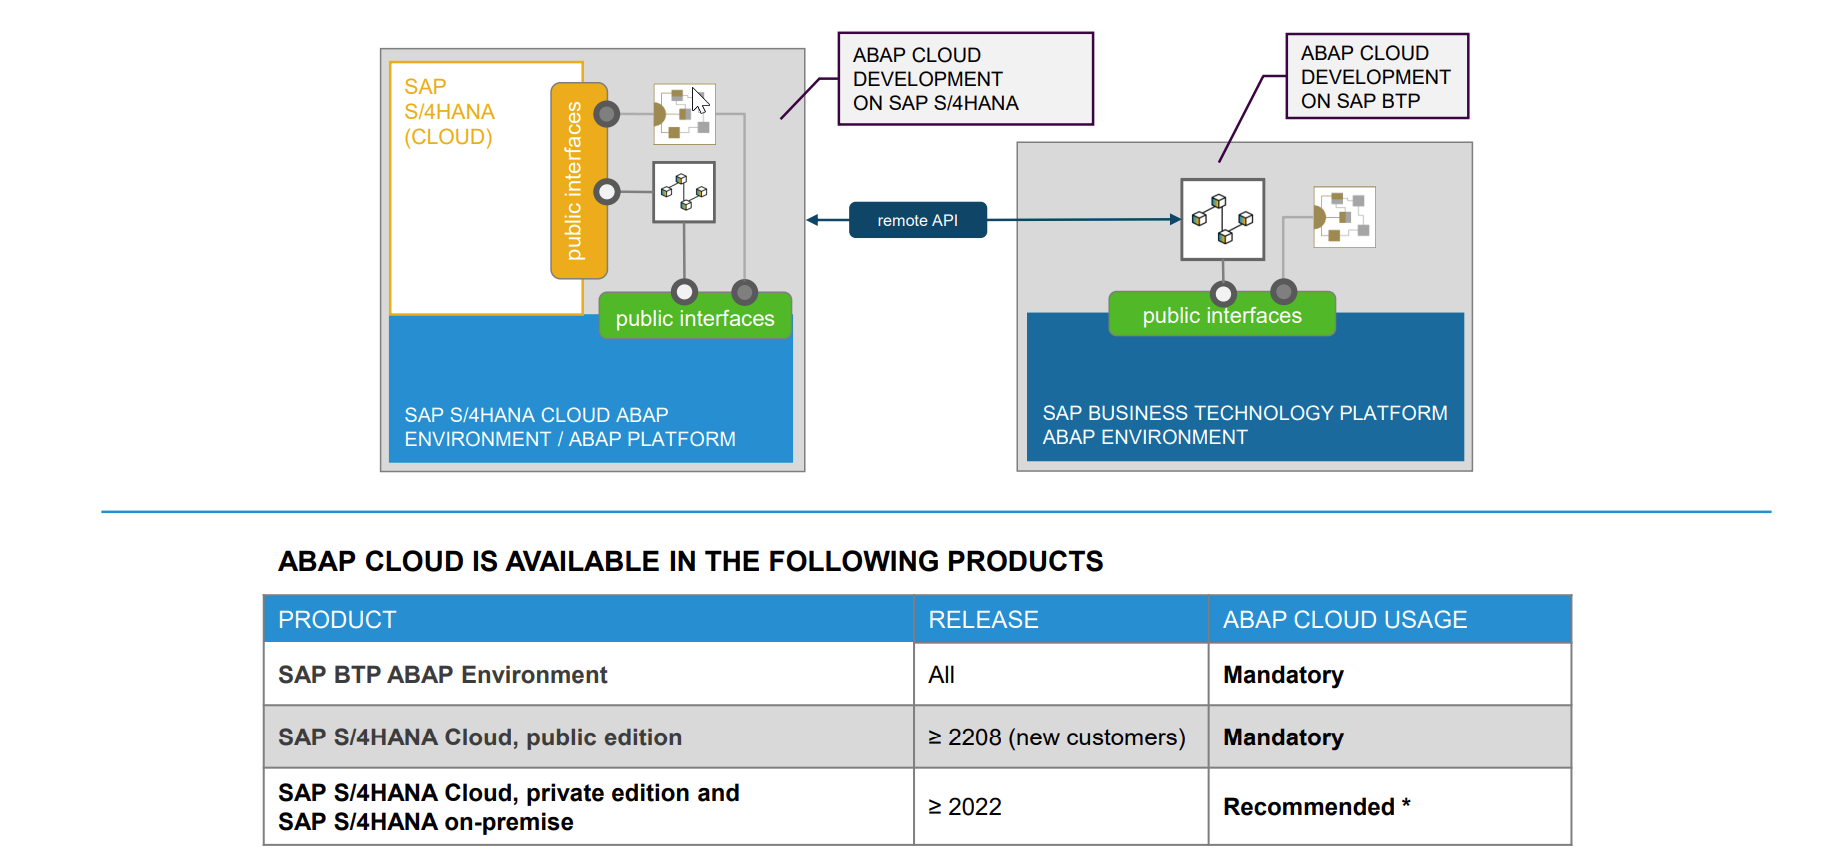 SAP
S/4HANA
(CLOUD)
public interfaces
ABAP CLOUD
DEVELOPMENT
ON SAP S/4HANA
ABAP CLOUD
DEVELOPMENT
ON SAP BTP
remote API
public interfaces
public interfaces
SAP S/4HANA CLOUD ABAP
ENVIRONMENT / ABAP PLATFORM
SAP BUSINESS TECHNOLOGY PLATFORM
ABAP ENVIRONMENT
ABAP CLOUD IS AVAILABLE IN THE FOLLOWING PRODUCTS
PRODUCT RELEASE ABAP CLOUD USAGE
SAP BTP ABAP Environment All Mandatory
SAP S/4HANA Cloud, public edition ≥ 2208 (new customers) Mandatory
SAP S/4HANA Cloud, private edition and
SAP S/4HANA on-premise ≥ 2022 Recommended *